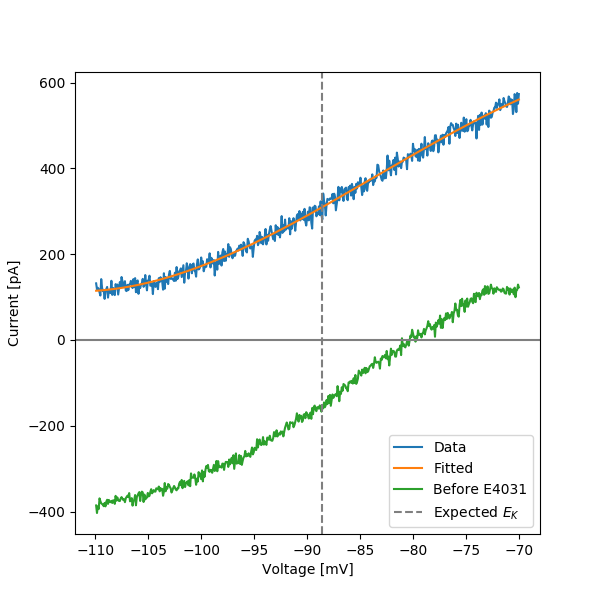 600
400
200
0
−200
−400
Current [pA]
−110
−105
−100
−95
−90
−85
−80
−75
−70
Voltage [mV]
Data
Fitted
Before E4031
Expected E_K